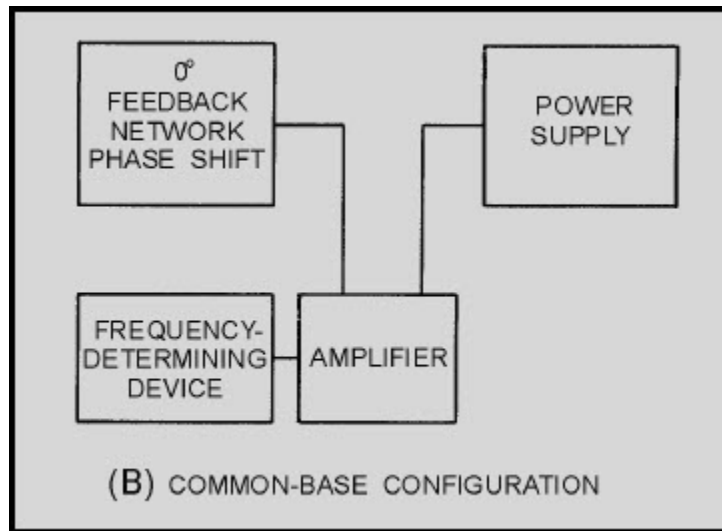 0°
FEEDBACK
NETWORK
PHASE SHIFT
POWER
SUPPLY
FREQUENCY-
DETERMINING
DEVICE
AMPLIFIER
(B) COMMON-BASE CONFIGURATION